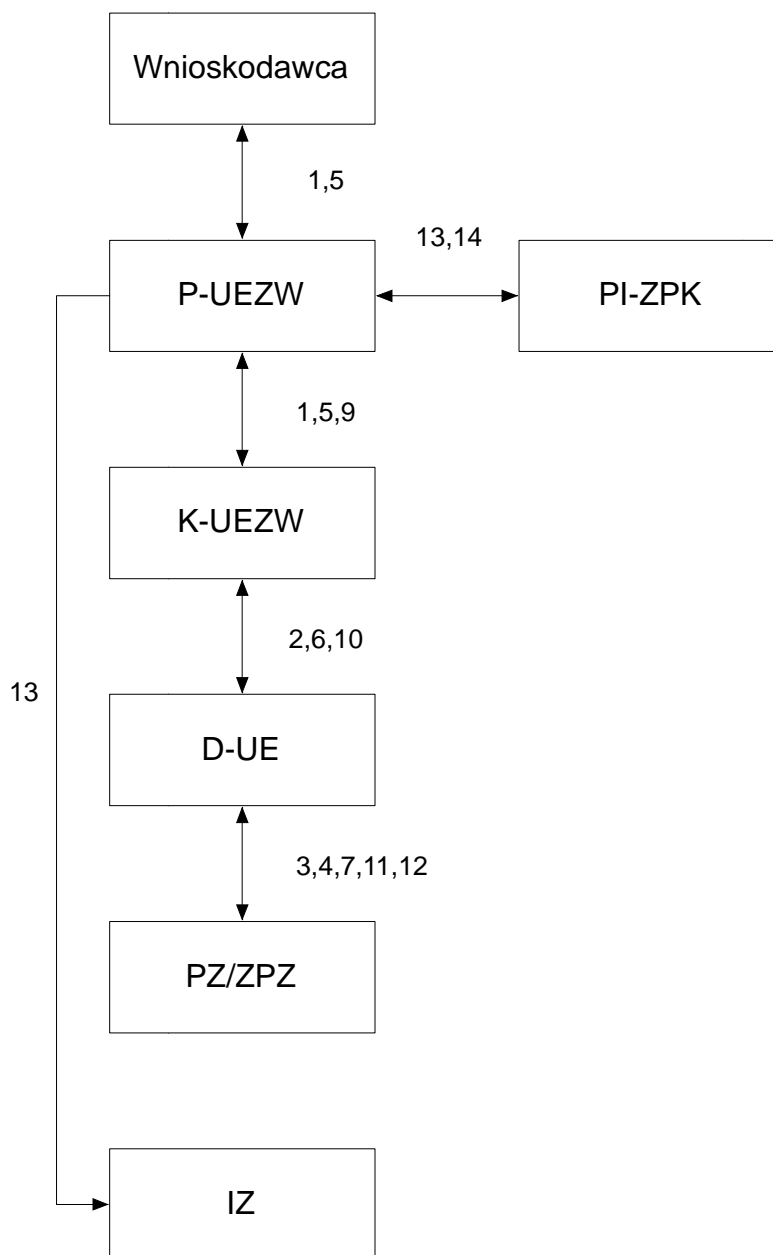 Wnioskodawca
1,5
13,14
P-UEZW
PI-ZPK
1,5,9
K-UEZW
2,6,10
13
D-UE
3,4,7,11,12
PZ/ZPZ
IZ